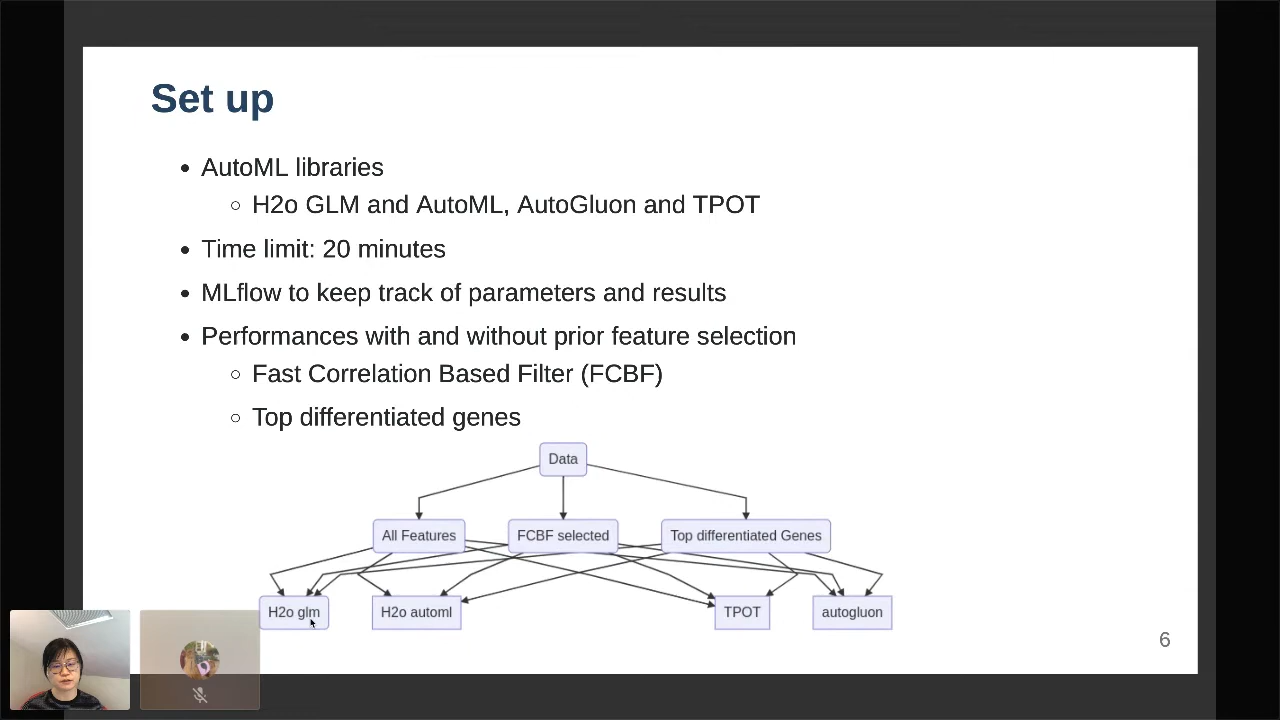 Set up
AutoML libraries
H2o GLM and AutoML, AutoGluon and TPOT
Time limit: 20 minutes
MLflow to keep track of parameters and results
Performances with and without prior feature selection
Fast Correlation Based Filter (FCBF)
Top differentiated genes
Data
All Features
FCBF selected
Top differentiated Genes
H2o glm
H2o automl
TPOT
autogluon
6